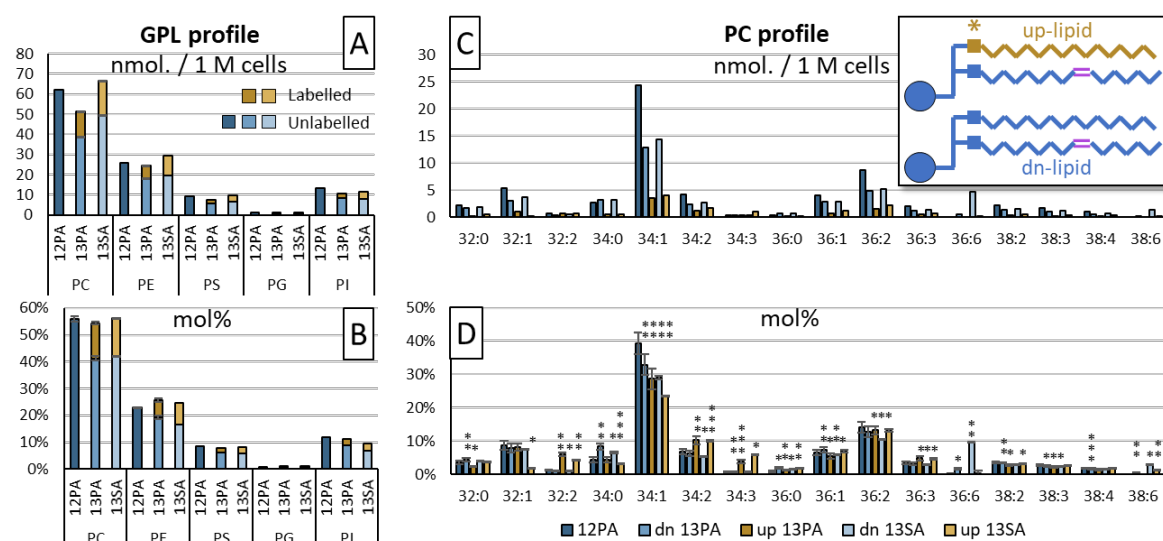 GPL profile
A
nmol. / 1 M cells
80
70
60
50
40
30
20
10
0
Labelled
Unlabelled
12PA
13PA
13SA
12PA
13PA
13SA
12PA
13PA
13SA
12PA
13PA
13SA
12PA
13PA
13SA
PC PE PS PG PI
B
mol%
60%
50%
40%
30%
20%
10%
0%
12PA
13PA
13SA
12PA
13PA
13SA
12PA
13PA
13SA
12PA
13PA
13SA
12PA
13PA
13SA
PC PE PS PG PI
C
PC profile
nmol. / 1 M cells
30
25
20
15
10
5
0
*
up-lipid
dn-lipid
32:0 32:1 32:2 34:0 34:1 34:2 34:3 36:0 36:1 36:2 36:3 36:6 38:2 38:3 38:4 38:6
D
mol%
50%
40%
30%
20%
10%
0%
32:0 32:1 32:2 34:0 34:1 34:2 34:3 36:0 36:1 36:2 36:3 36:6 38:2 38:3 38:4 38:6
12PA dn 13PA up 13PA dn 13SA up 13SA